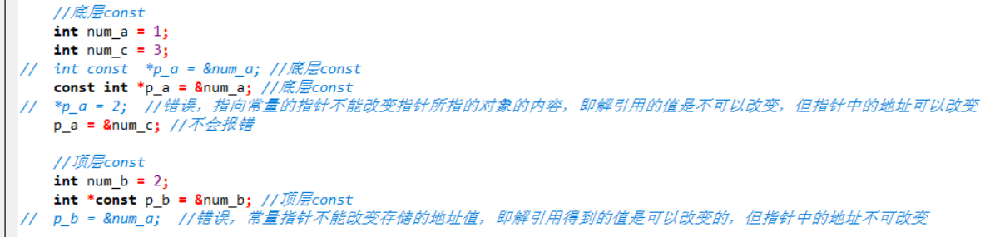 //底层const
int num_a = 1;
int num_c = 3;
// int const *p_a = &num_a; //底层const
const int *p_a = &num_a; //底层const
// *p_a = 2; //错误，指向常量的指针不能改变指针所指的对象的内容，即解引用的值是不可以改变，但指针中的地址可以改变
p_a = &num_c; //不会报错
//顶层const
int num_b = 2;
int *const p_b = &num_b; //顶层const
// p_b = &num_a; //错误，常量指针不能改变存储的地址值，即解引用得到的值是可以改变的，但指针中的地址不可改变